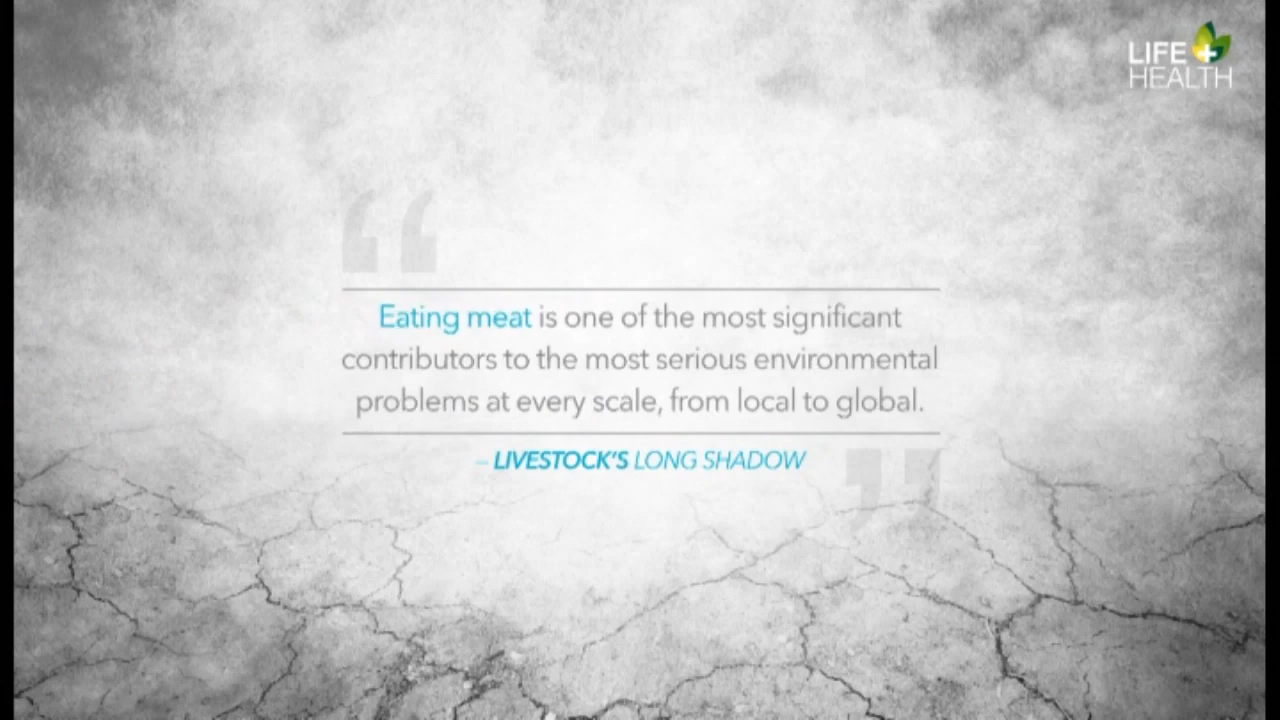 LIFE+
HEALTH
“
Eating meat is one of the most significant
contributors to the most serious environmental
problems at every scale, from local to global.
– LIVESTOCK’S LONG SHADOW
”